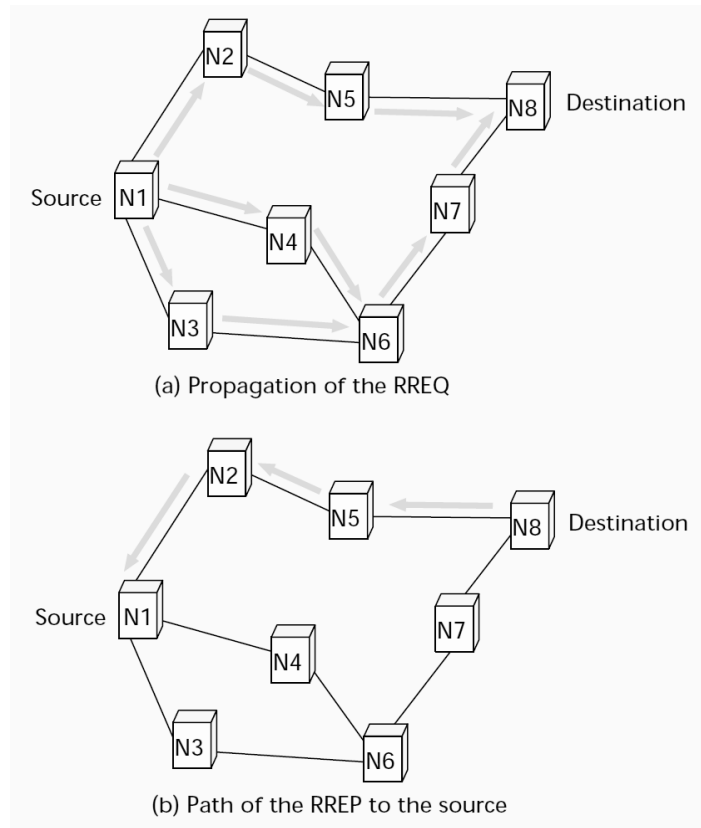 N2
N5
N8 Destination
Source N1
N7
N4
N3
N6
(a) Propagation of the RREQ
N2
N5
N8 Destination
Source N1
N7
N4
N3
N6
(b) Path of the RREP to the source